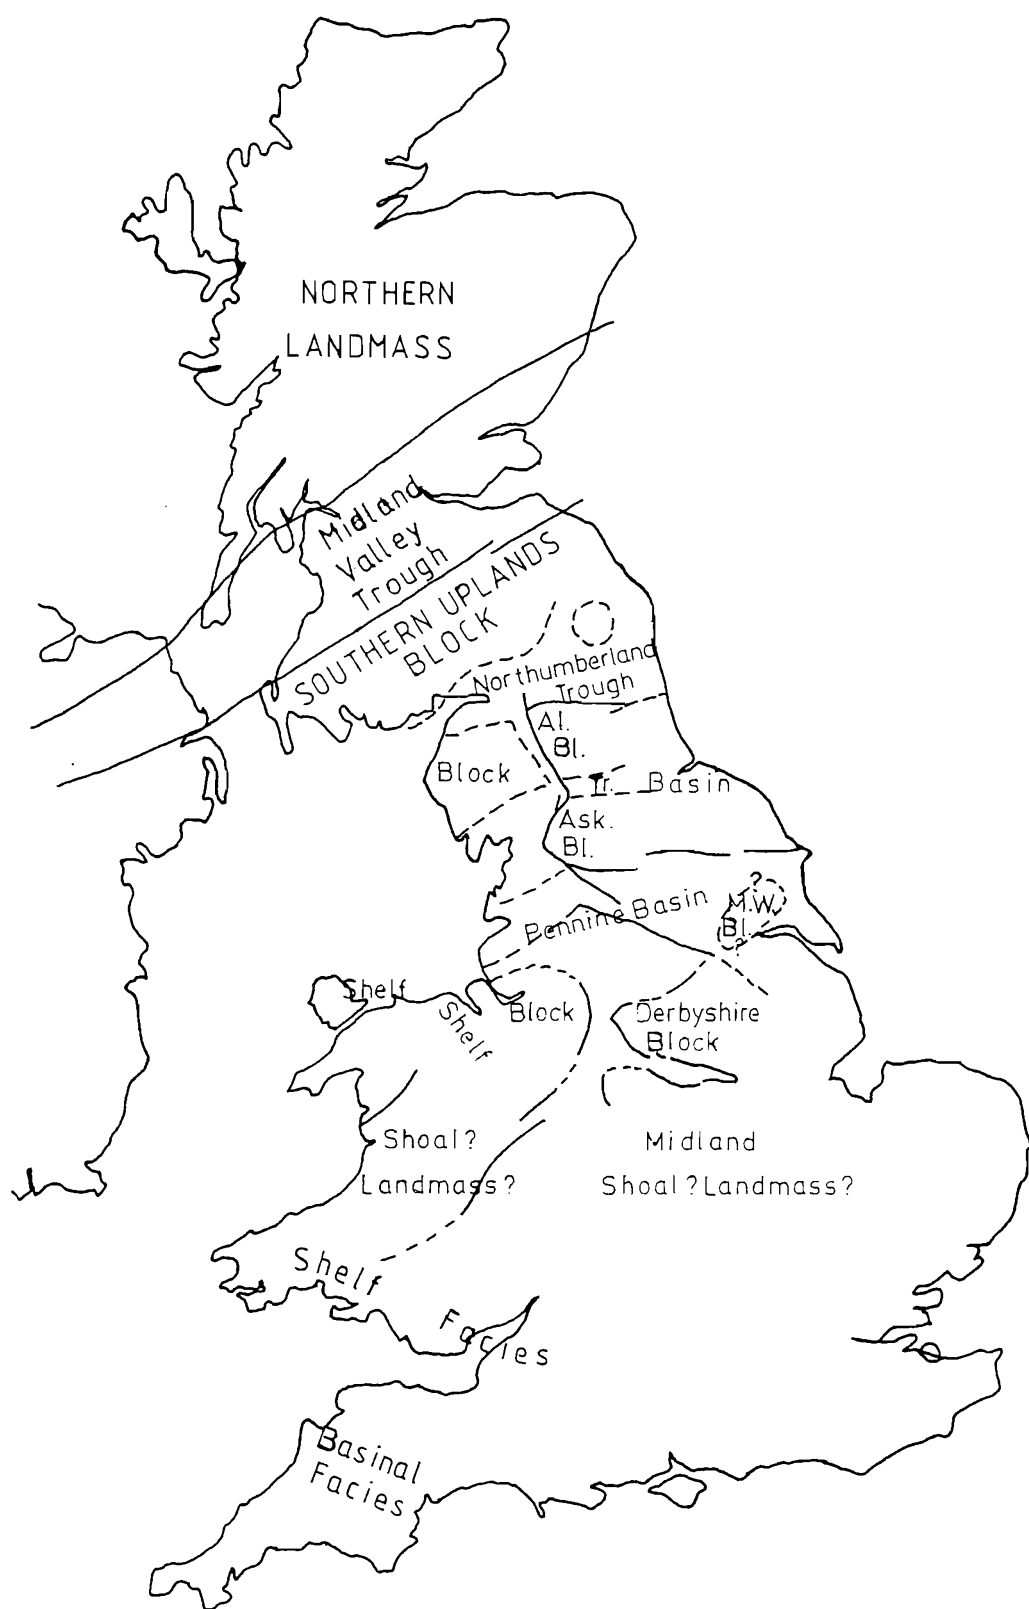 NORTHERN
LANDMASS
Midland
Valley
Trough
SOUTHERN UPLANDS
BLOCK
Northumberland
Trough
Al.
Bl.
Block
Tr. Basin
Ask.
Bl.
?
M.W.
Bl.
?
Pennine Basin
Shelf
Shelf
Block
Derbyshire
Block
Shoal?
Landmass?
Midland
Shoal? Landmass?
Shelf
Facies
Basinal
Facies